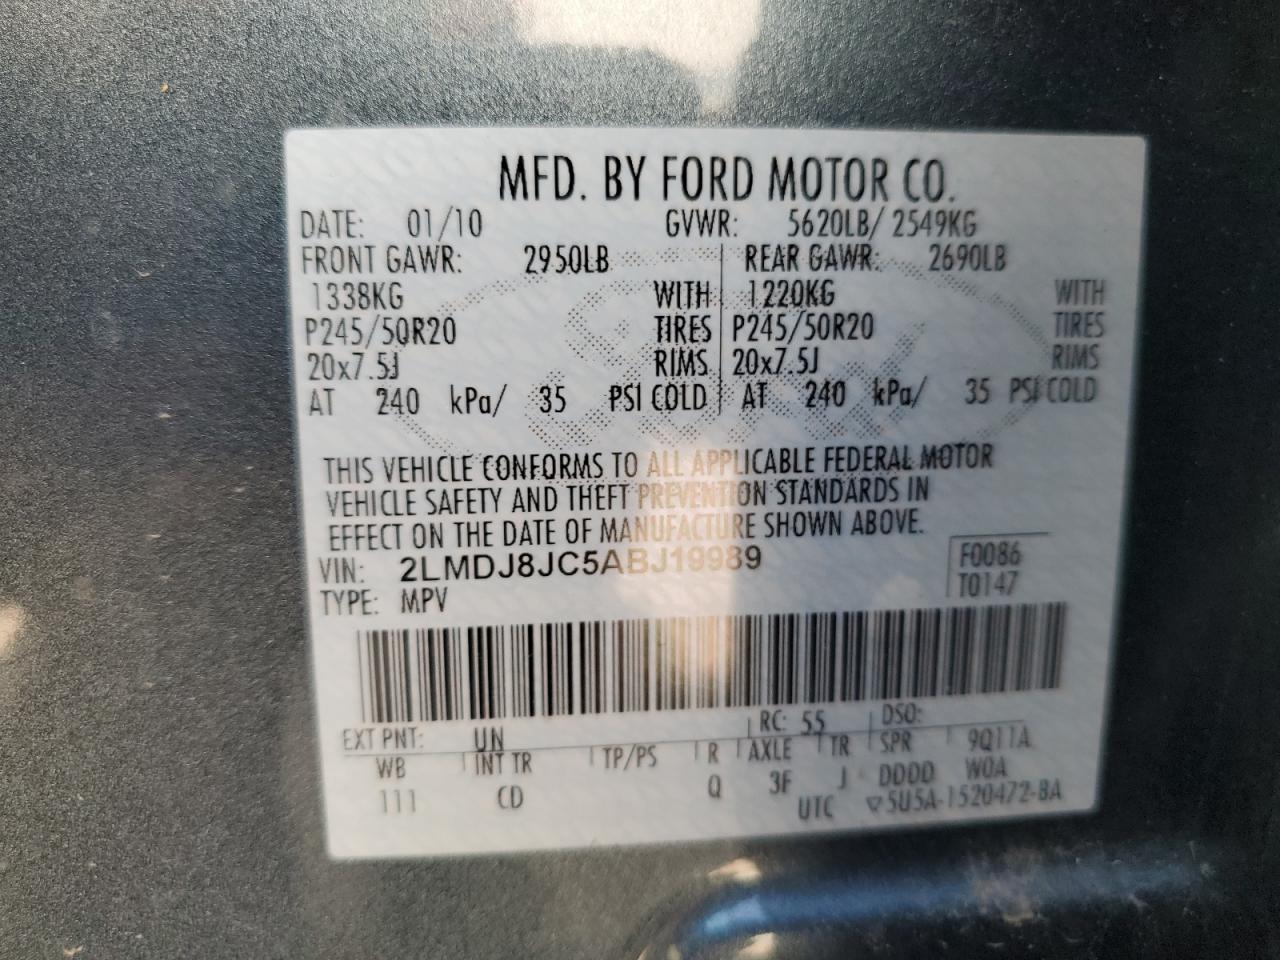 MFD. BY FORD MOTOR CO.
DATE: 01/10 GVWR: 5620LB/ 2549KG
FRONT GAWR: 2950LB REAR GAWR: 2690LB
1338KG WITH 1220KG WITH
P245/50R20 TIRES P245/50R20 TIRES
20x7.5J RIMS 20x7.5J RIMS
AT 240 kPa/ 35 PSI COLD AT 240 kPa/ 35 PSI COLD
THIS VEHICLE CONFORMS TO ALL APPLICABLE FEDERAL MOTOR
VEHICLE SAFETY AND THEFT PREVENTION STANDARDS IN
EFFECT ON THE DATE OF MANUFACTURE SHOWN ABOVE.
VIN: 2LMDJ8JC5ABJ19989 F0086
TYPE: MPV T0147
EXT PNT: UN RC: 55 DSO:
WB INT TR TP/PS R AXLE TR SPR 9Q11A
111 CD Q 3F J DDDD WOA
UTC ▽5U5A-1520472-BA